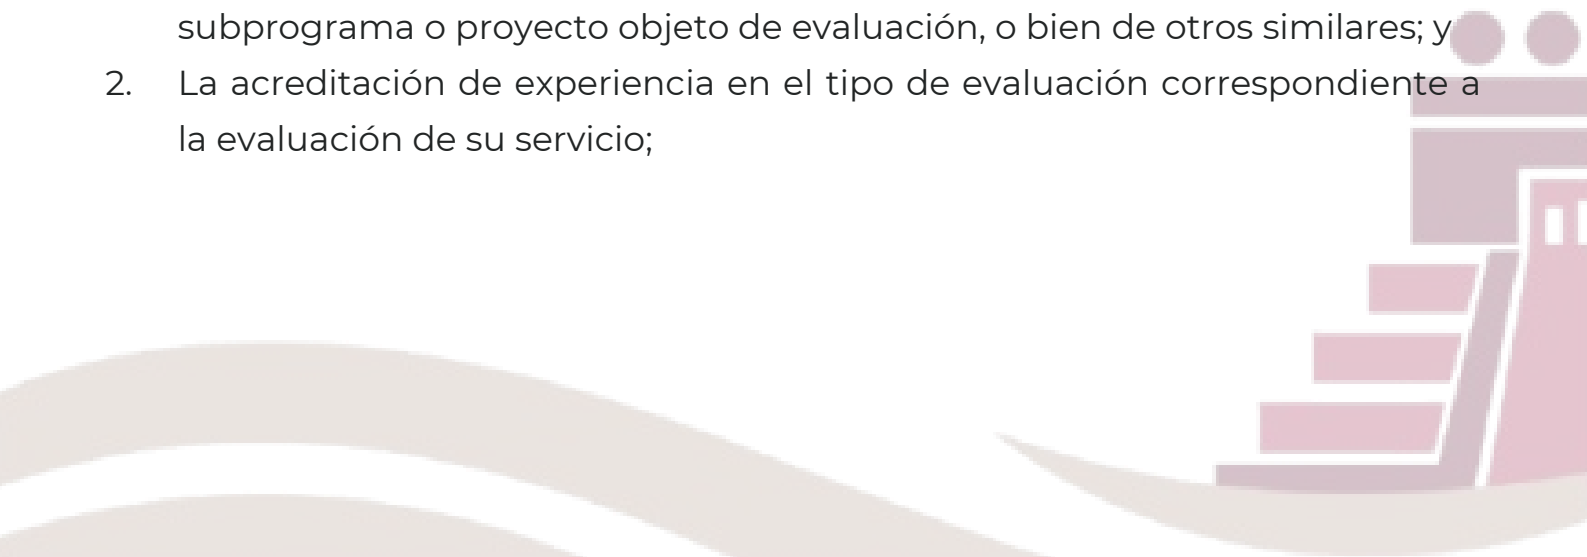 subprograma o proyecto objeto de evaluación, o bien de otros similares; y
2. La acreditación de experiencia en el tipo de evaluación correspondiente a
la evaluación de su servicio;